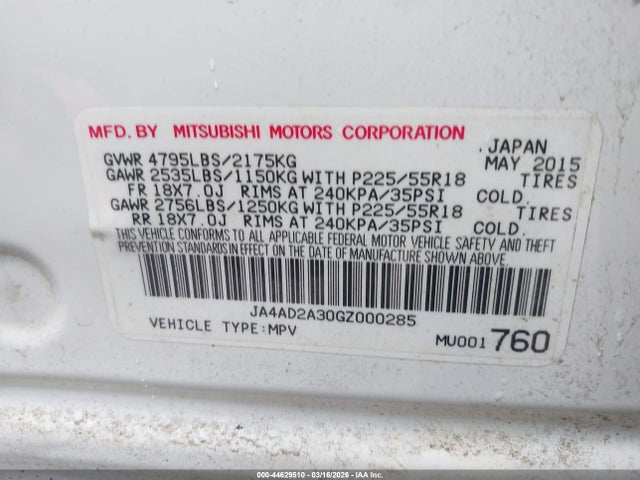 MFD. BY MITSUBISHI MOTORS CORPORATION, JAPAN
GVWR 4795LBS/2175KG MAY 2015
GAWR 2535LBS/1150KG WITH P225/55R18 TIRES
FR 18X7.0J RIMS AT 240KPA/35PSI COLD.
GAWR 2756LBS/1250KG WITH P225/55R18 TIRES
RR 18X7.0J RIMS AT 240KPA/35PSI COLD.
THIS VEHICLE CONFORMS TO ALL APPLICABLE FEDERAL MOTOR VEHICLE SAFETY AND THEFT
PREVENTION STANDARDS IN EFFECT ON THE DATE OF MANUFACTURE SHOWN ABOVE.
JA4AD2A30GZ000285
VEHICLE TYPE:MPV MU001760
000-44629510 - 03/16/2026 - IAA Holdings, LLC.